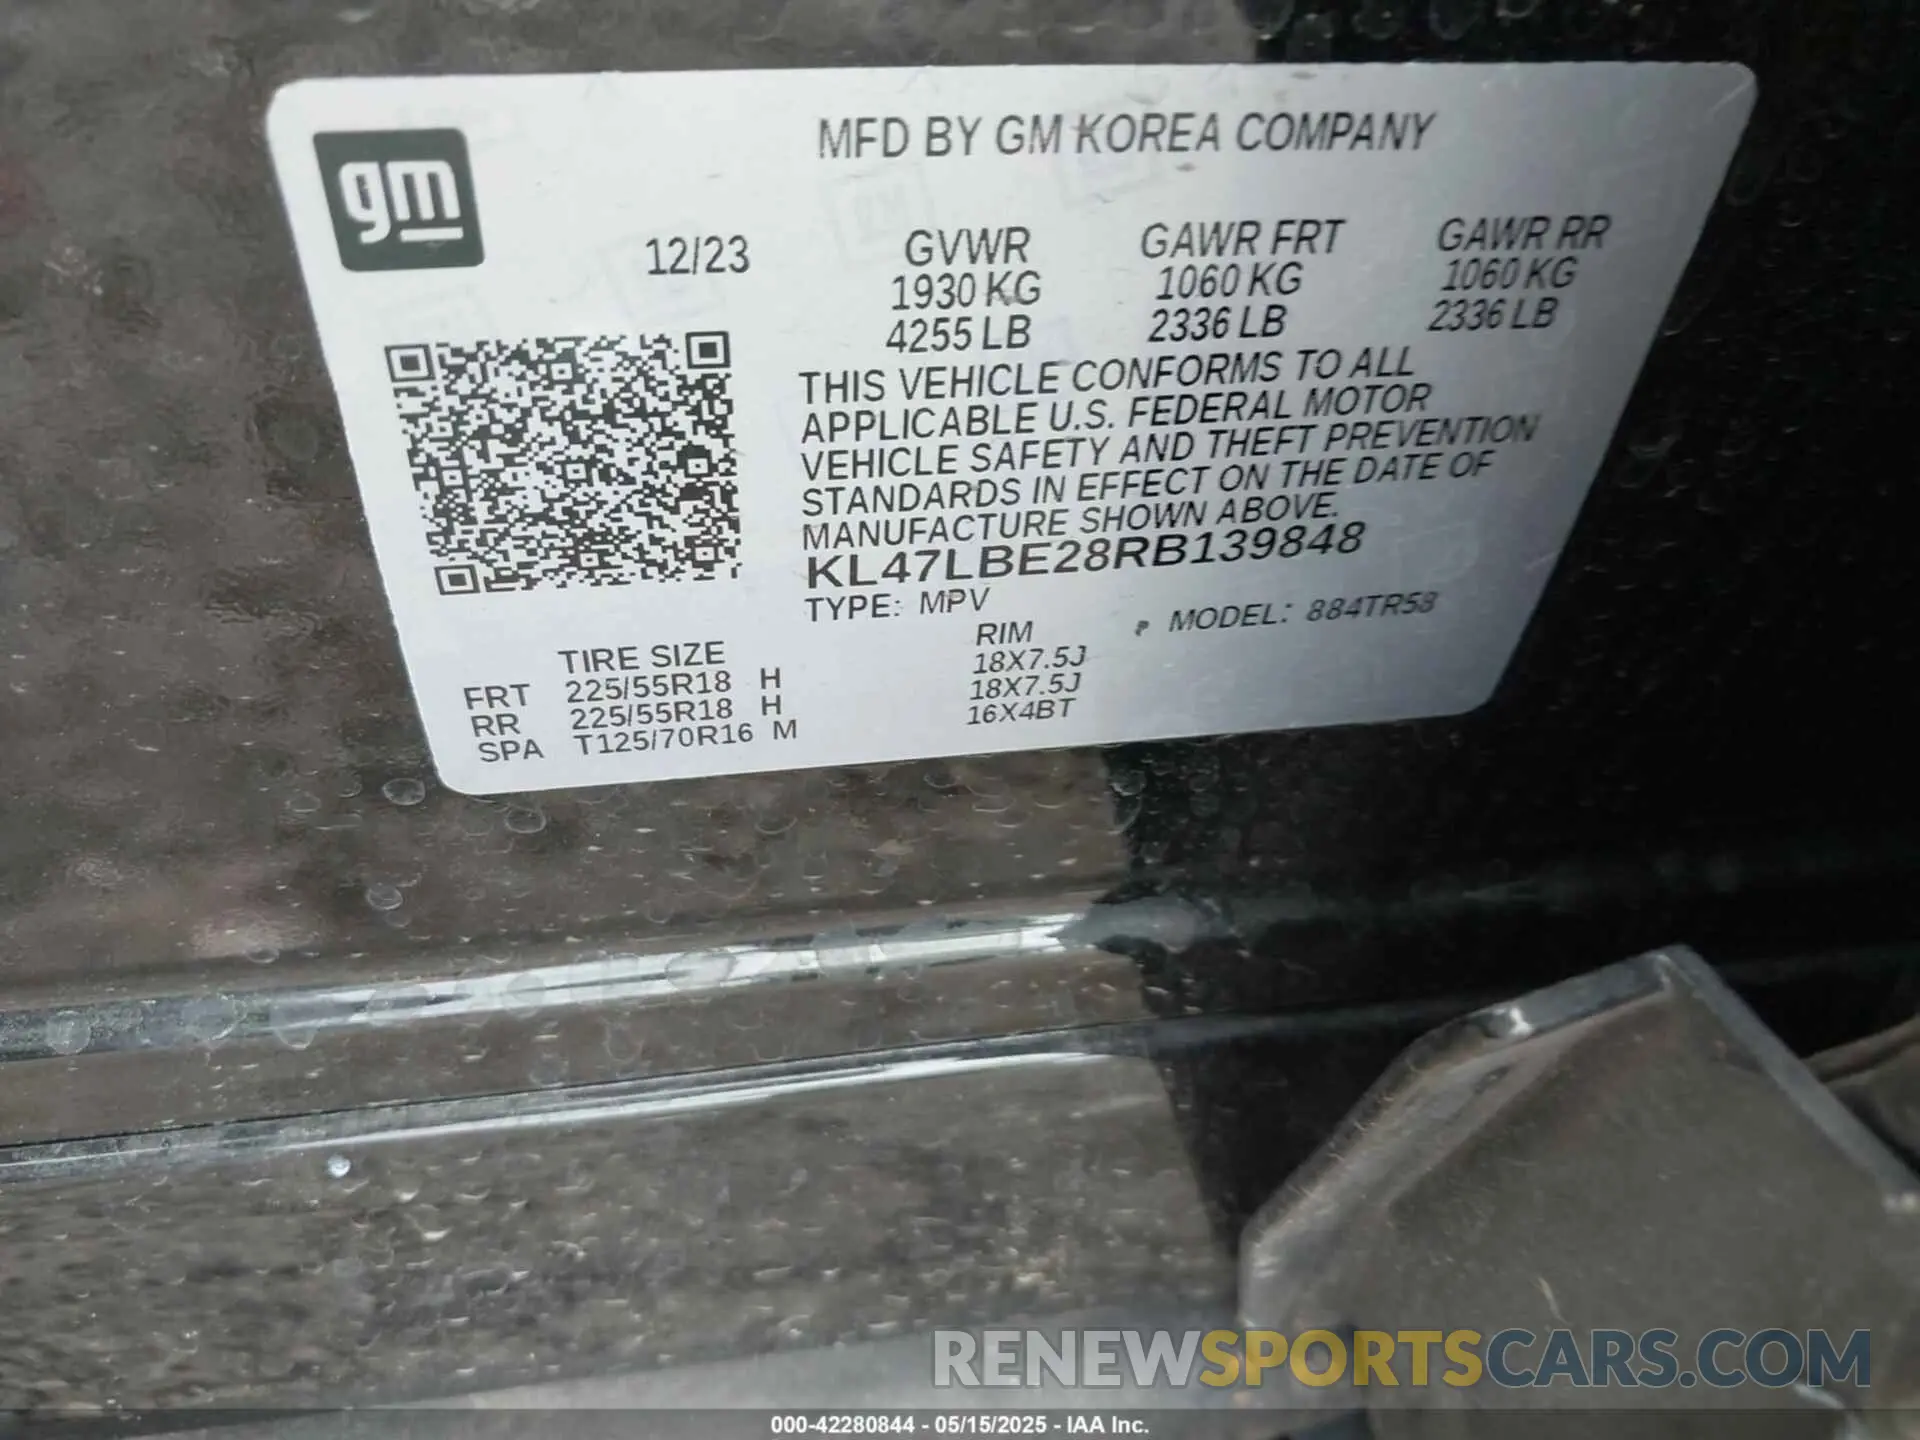 gm
MFD BY GM KOREA COMPANY
12/23
GVWR GAWR FRT GAWR RR
1930 KG 1060 KG 1060 KG
4255 LB 2336 LB 2336 LB
THIS VEHICLE CONFORMS TO ALL
APPLICABLE U.S. FEDERAL MOTOR
VEHICLE SAFETY AND THEFT PREVENTION
STANDARDS IN EFFECT ON THE DATE OF
MANUFACTURE SHOWN ABOVE.
KL47LBE28RB139848
TYPE: MPV MODEL: 884TR58
TIRE SIZE RIM
FRT 225/55R18 H 18X7.5J
RR 225/55R18 H 18X7.5J
SPA T125/70R16 M 16X4BT
RENEWSPORTSCARS.COM
000-42280844 - 05/15/2025 - IAA Inc.